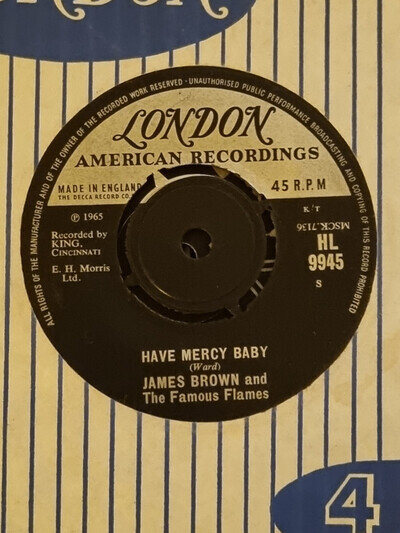 LONDON
ALL RIGHTS OF THE MANUFACTURER AND OF THE OWNER OF THE RECORDED WORK RESERVED · UNAUTHORISED PUBLIC PERFORMANCE BROADCASTING AND COPYING OF THIS RECORD PROHIBITED
LONDON
AMERICAN RECORDINGS
MADE IN ENGLAND
THE DECCA RECORD CO.
45 R.P.M
K/T
MSCK.7136
HL
9945
S
℗ 1965
Recorded by
KING,
Cincinnati
E. H. Morris
Ltd.
HAVE MERCY BABY
(Ward)
JAMES BROWN and
The Famous Flames
4